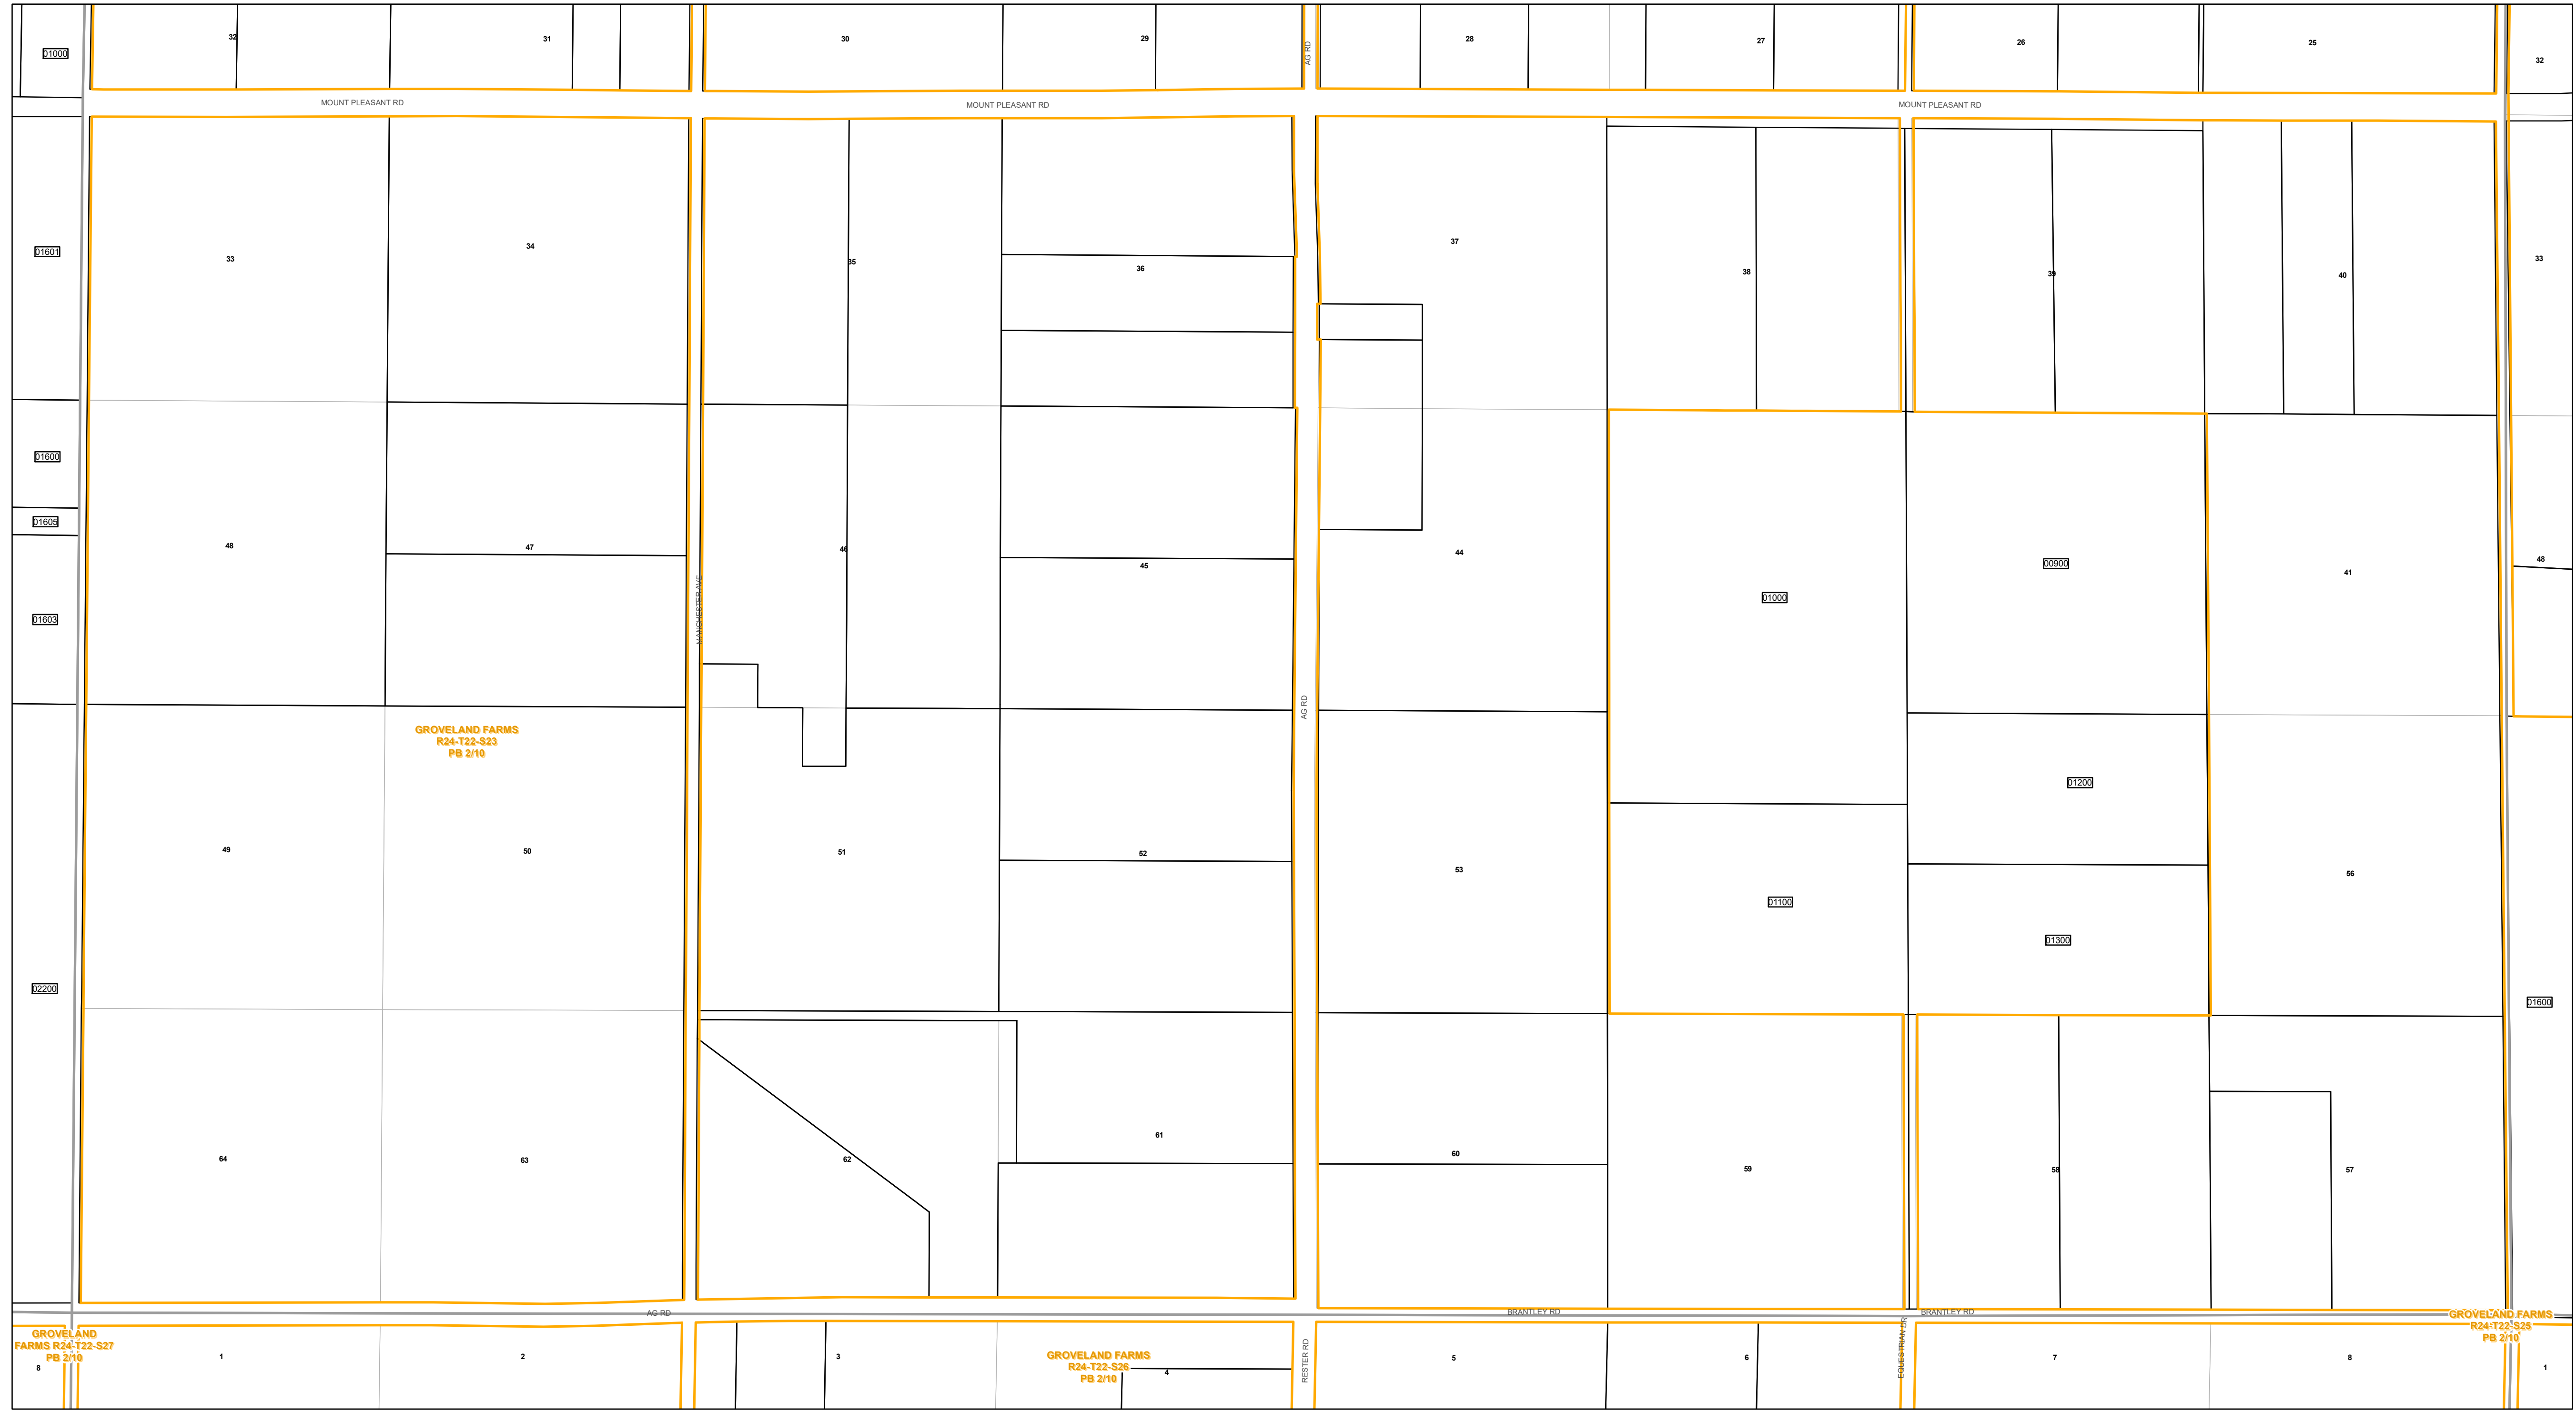 32
31
30
29
AG RD
28
27
26
25
01000
32
MOUNT PLEASANT RD
MOUNT PLEASANT RD
MOUNT PLEASANT RD
01601
33
34
35
36
37
38
39
40
33
01600
01605
01603
48
47
46
45
44
01000
00900
41
48
MANCHESTER AVE
AG RD
GROVELAND FARMS
R24-T22-S23
PB 2/10
01200
49
50
51
52
53
01100
01300
56
02200
01600
64
63
62
61
60
59
58
57
AG RD
BRANTLEY RD
BRANTLEY RD
GROVELAND FARMS
R24-T22-S25
PB 2/10
GROVELAND
FARMS R24-T22-S27
PB 2/10
8
1
2
3
GROVELAND FARMS
R24-T22-S26
PB 2/10
4
RESTER RD
5
6
EQUESTRIAN DR
7
8
1